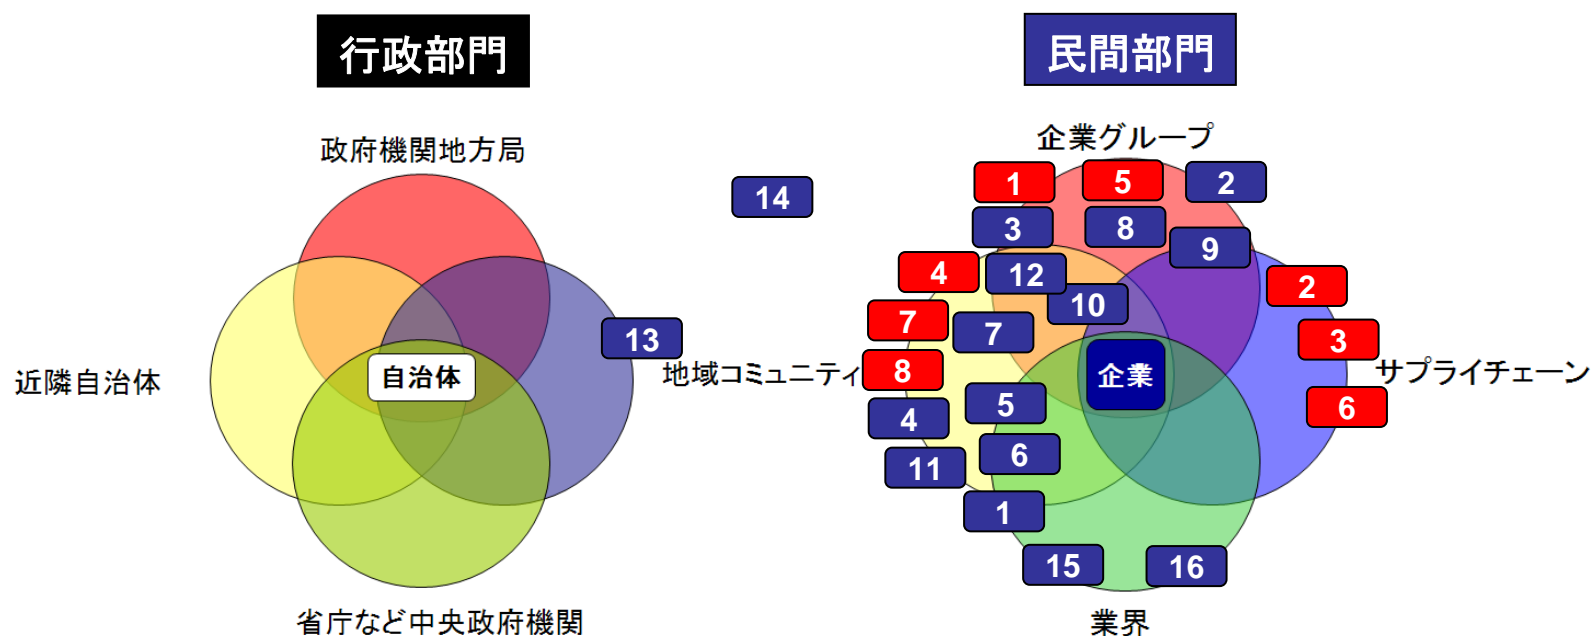 行政部門
民間部門
政府機関地方局
企業グループ
14
1
5
2
3
8
9
4
12
2
10
7
7
13
3
近隣自治体
自治体
地域コミュニティ
8
企業
サプライチェーン
4
5
6
11
6
1
15
16
省庁など中央政府機関
業界